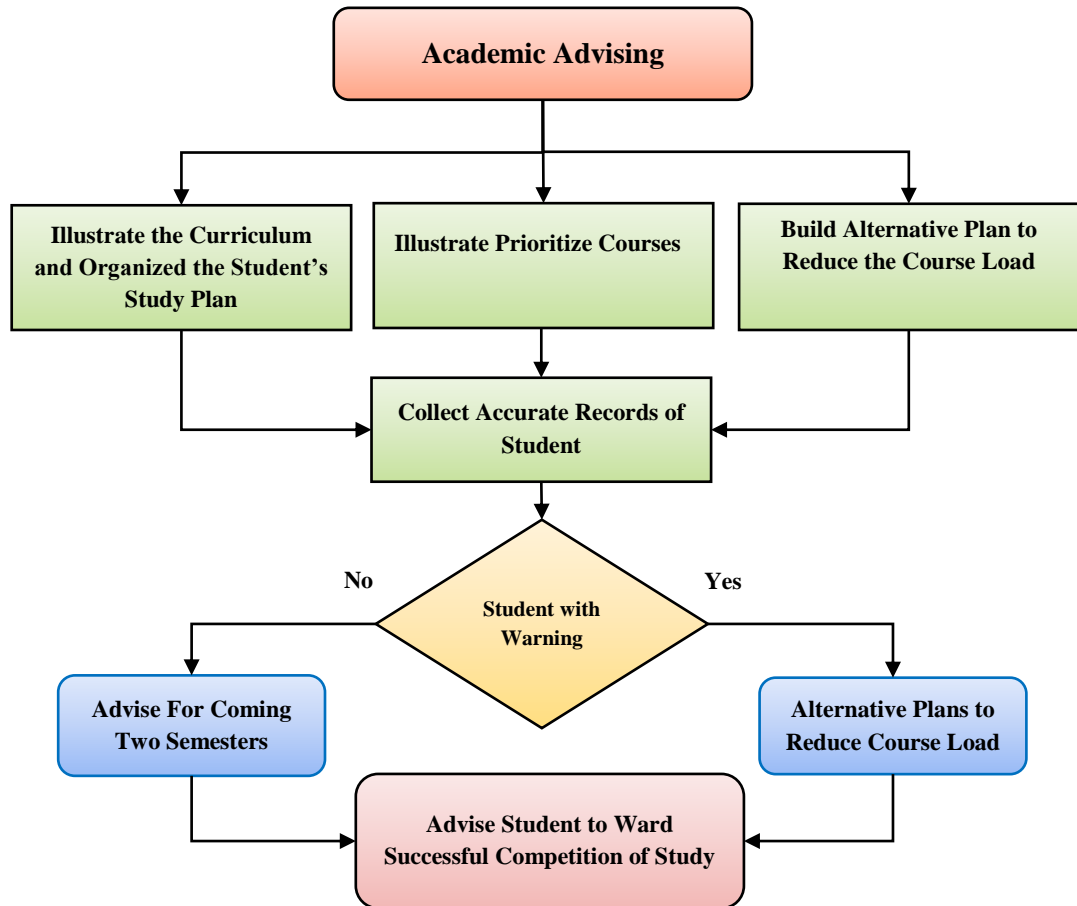 Academic Advising
Illustrate the Curriculum
and Organized the Student's
Study Plan
Illustrate Prioritize Courses
Build Alternative Plan to
Reduce the Course Load
Collect Accurate Records of
Student
No
Yes
Student with
Warning
Advise For Coming
Two Semesters
Alternative Plans to
Reduce Course Load
Advise Student to Ward
Successful Competition of Study